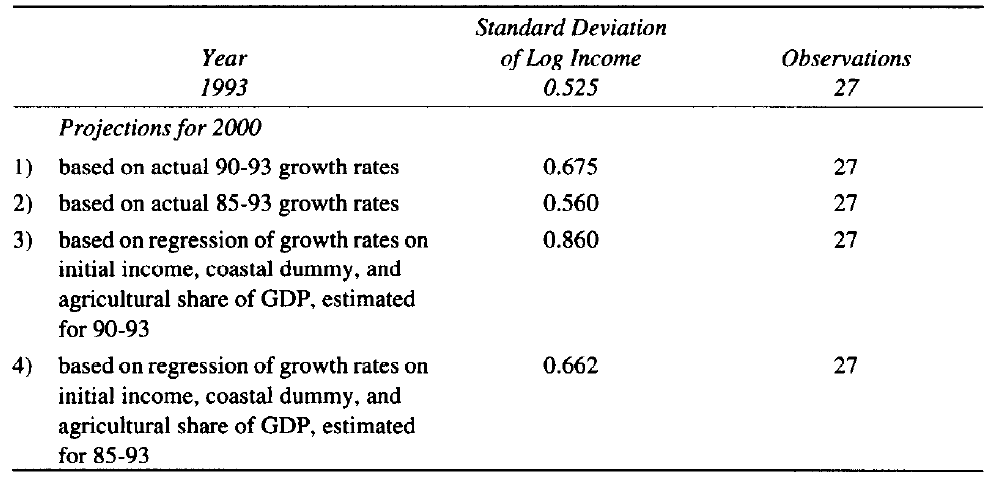 Standard Deviation
Year of Log Income Observations
1993 0.525 27
Projections for 2000
1) based on actual 90-93 growth rates 0.675 27
2) based on actual 85-93 growth rates 0.560 27
3) based on regression of growth rates on 0.860 27
initial income, coastal dummy, and
agricultural share of GDP, estimated
for 90-93
4) based on regression of growth rates on 0.662 27
initial income, coastal dummy, and
agricultural share of GDP, estimated
for 85-93